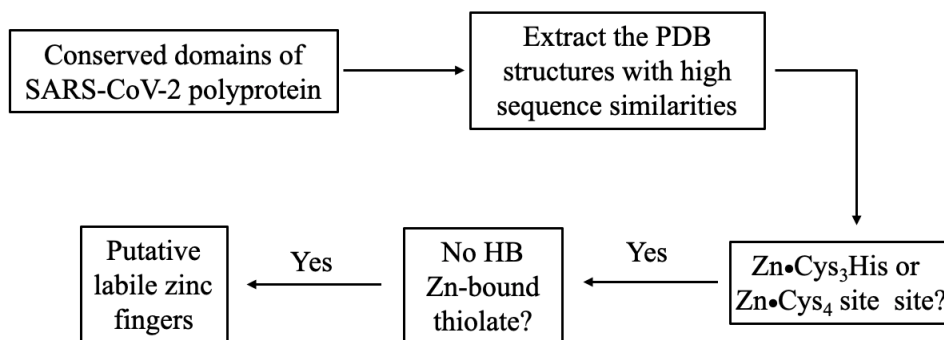 Conserved domains of
SARS-CoV-2 polyprotein
Extract the PDB
structures with high
sequence similarities
Zn•Cys₃His or
Zn•Cys₄ site site?
Yes
No HB
Zn-bound
thiolate?
Yes
Putative
labile zinc
fingers